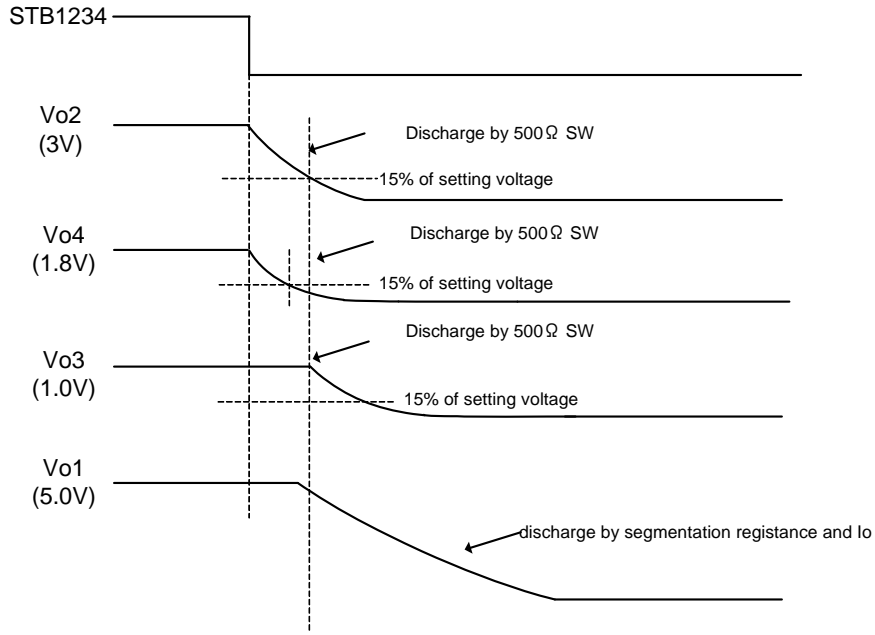 STB1234
Vo2
(3V)
Discharge by 500Ω SW
15% of setting voltage
Vo4
(1.8V)
Discharge by 500Ω SW
15% of setting voltage
Vo3
(1.0V)
Discharge by 500Ω SW
15% of setting voltage
Vo1
(5.0V)
discharge by segmentation registance and Io